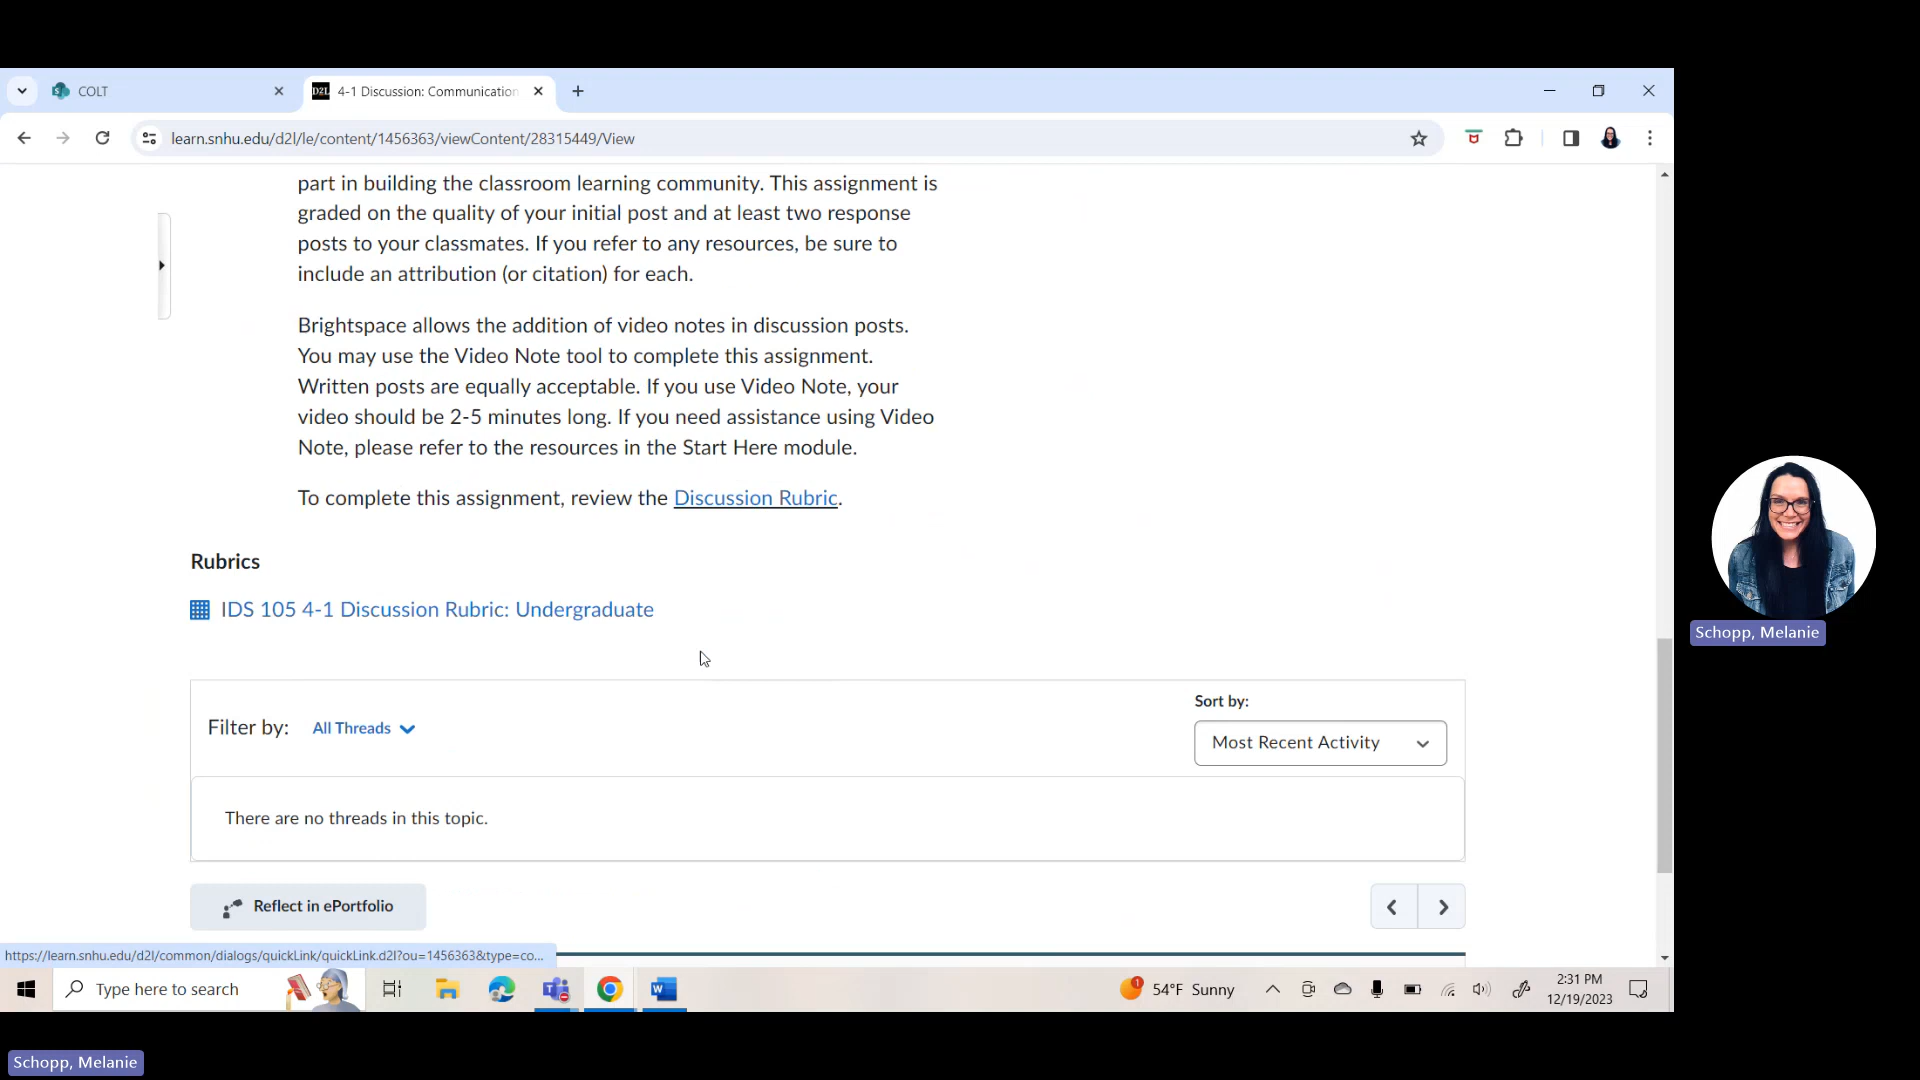 COLT
D2L
4-1 Discussion: Communication
learn.snhu.edu/d2l/le/content/1456363/viewContent/28315449/View
part in building the classroom learning community. This assignment is
graded on the quality of your initial post and at least two response
posts to your classmates. If you refer to any resources, be sure to
include an attribution (or citation) for each.
Brightspace allows the addition of video notes in discussion posts.
You may use the Video Note tool to complete this assignment.
Written posts are equally acceptable. If you use Video Note, your
video should be 2-5 minutes long. If you need assistance using Video
Note, please refer to the resources in the Start Here module.
To complete this assignment, review the Discussion Rubric.
Rubrics
IDS 105 4-1 Discussion Rubric: Undergraduate
Schopp, Melanie
Sort by:
Filter by: All Threads
Most Recent Activity
There are no threads in this topic.
Reflect in ePortfolio
https://learn.snhu.edu/d2l/common/dialogs/quickLink/quickLink.d2l?ou=1456363&type=co...
Type here to search
1
54°F Sunny
2:31 PM
12/19/2023
Schopp, Melanie